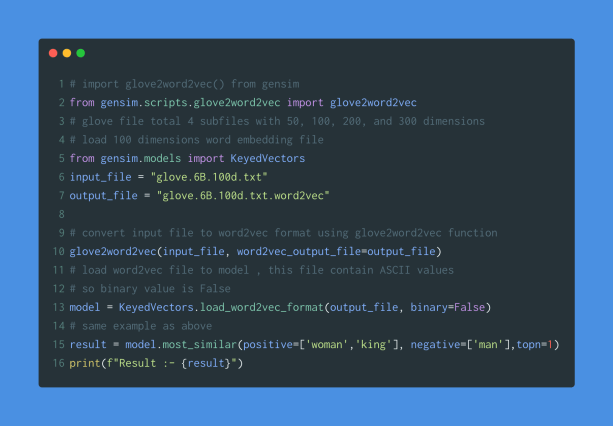 1 # import glove2word2vec() from gensim
2 from gensim.scripts.glove2word2vec import glove2word2vec
3 # glove file total 4 subfiles with 50, 100, 200, and 300 dimensions
4 # load 100 dimensions word embedding file
5 from gensim.models import KeyedVectors
6 input_file = "glove.6B.100d.txt"
7 output_file = "glove.6B.100d.txt.word2vec"
8
9 # convert input file to word2vec format using glove2word2vec function
10 glove2word2vec(input_file, word2vec_output_file=output_file)
11 # load word2vec file to model , this file contain ASCII values
12 # so binary value is False
13 model = KeyedVectors.load_word2vec_format(output_file, binary=False)
14 # same example as above
15 result = model.most_similar(positive=['woman','king'], negative=['man'],topn=1)
16 print(f"Result :- {result}")